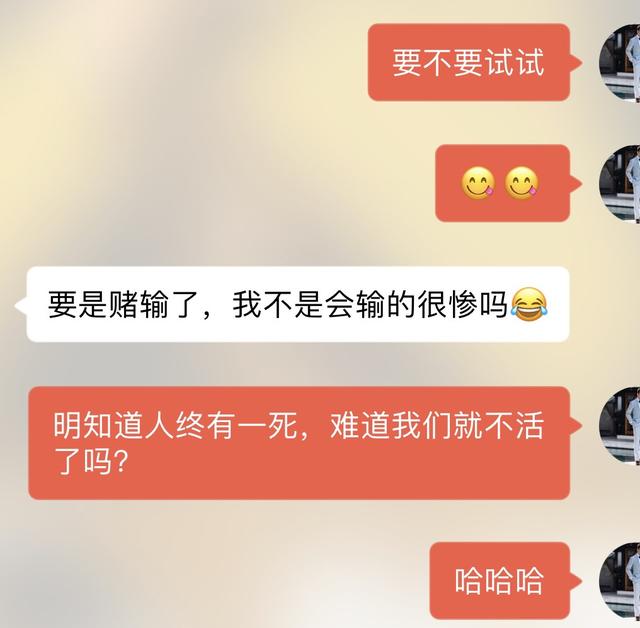 要不要试试
😋😋
要是赌输了，我不是会输的很惨吗😂
明知道人终有一死，难道我们就不活
了吗？
哈哈哈